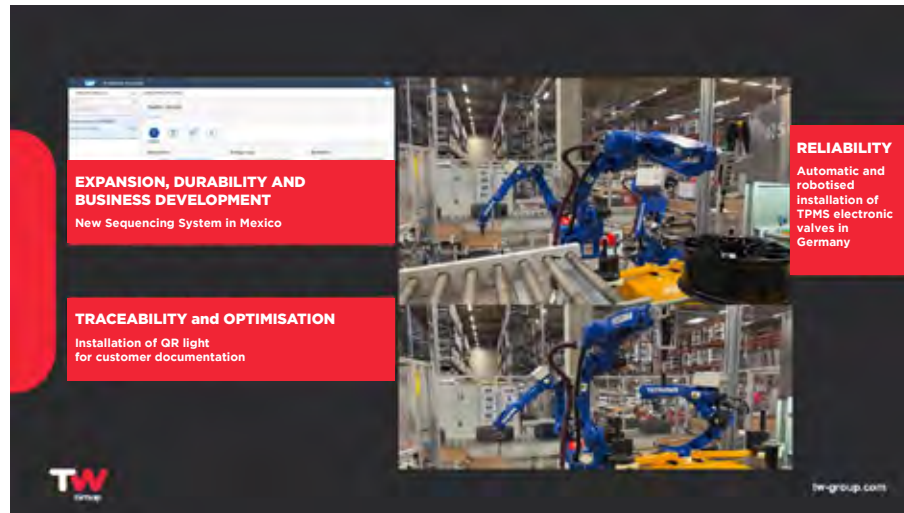 EXPANSION, DURABILITY AND
BUSINESS DEVELOPMENT
New Sequencing System in Mexico
TRACEABILITY and OPTIMISATION
Installation of QR light
for customer documentation
RELIABILITY
Automatic and
robotised
installation of
TPMS electronic
valves in
Germany
TW
Group
tw-group.com